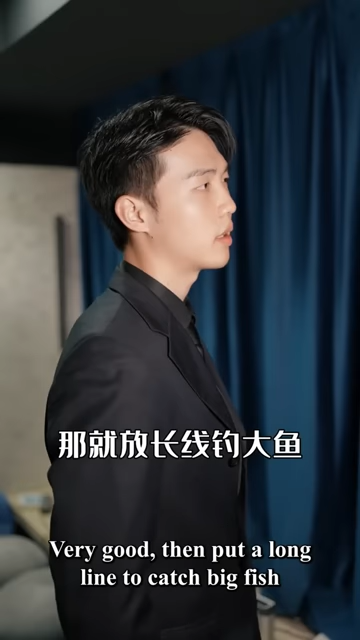 那就放长线钓大鱼
Very good, then put a long
line to catch big fish